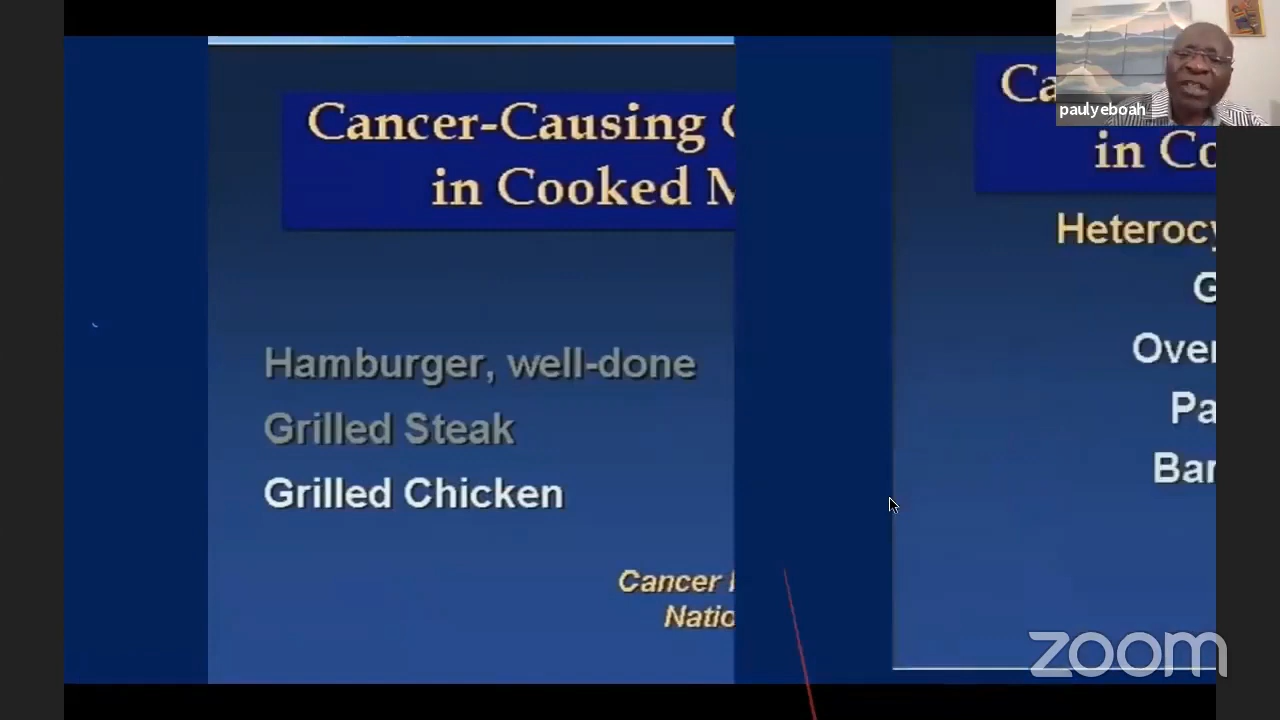 Cancer-Causing
in Cooked
Hamburger, well-done
Grilled Steak
Grilled Chicken
Cancer
Natio
Ca
in Co
Heterocy
G
Over
Pa
Bar
paulyeboah
zoom